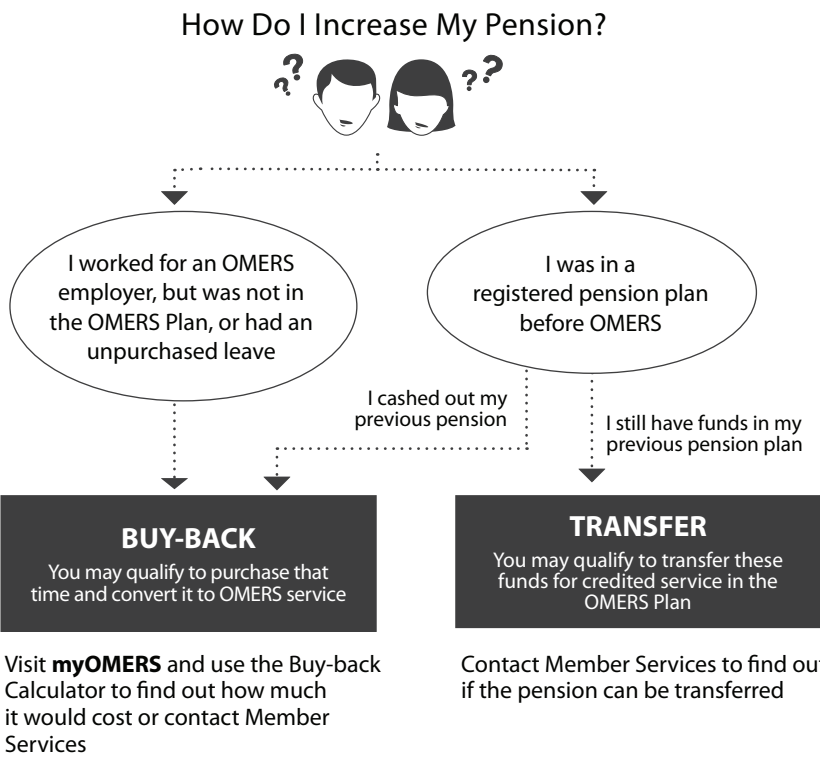 How Do I Increase My Pension?
? ? ? ?
I worked for an OMERS
employer, but was not in
the OMERS Plan, or had an
unpurchased leave
I was in a
registered pension plan
before OMERS
I cashed out my
previous pension
I still have funds in my
previous pension plan
BUY-BACK
You may qualify to purchase that
time and convert it to OMERS service
TRANSFER
You may qualify to transfer these
funds for credited service in the
OMERS Plan
Visit myOMERS and use the Buy-back
Calculator to find out how much
it would cost or contact Member
Services
Contact Member Services to find out
if the pension can be transferred